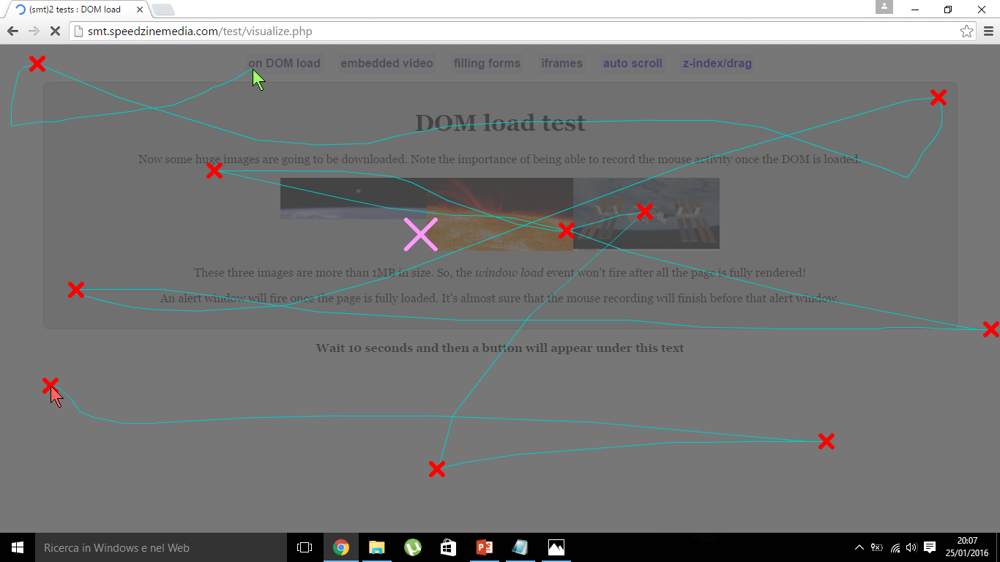 (smt)2 tests : DOM load
smt.speedzinemedia.com/test/visualize.php
on DOM load embedded video filling forms iframes auto scroll z-index/drag
DOM load test
Now some huge images are going to be downloaded. Note the importance of being able to record the mouse activity once the DOM is loaded.
These three images are more than 1MB in size. So, the window load event won't fire after all the page is fully rendered!
An alert window will fire once the page is fully loaded. It's almost sure that the mouse recording will finish before that alert window.
Wait 10 seconds and then a button will appear under this text
Ricerca in Windows e nel Web
20:07
25/01/2016